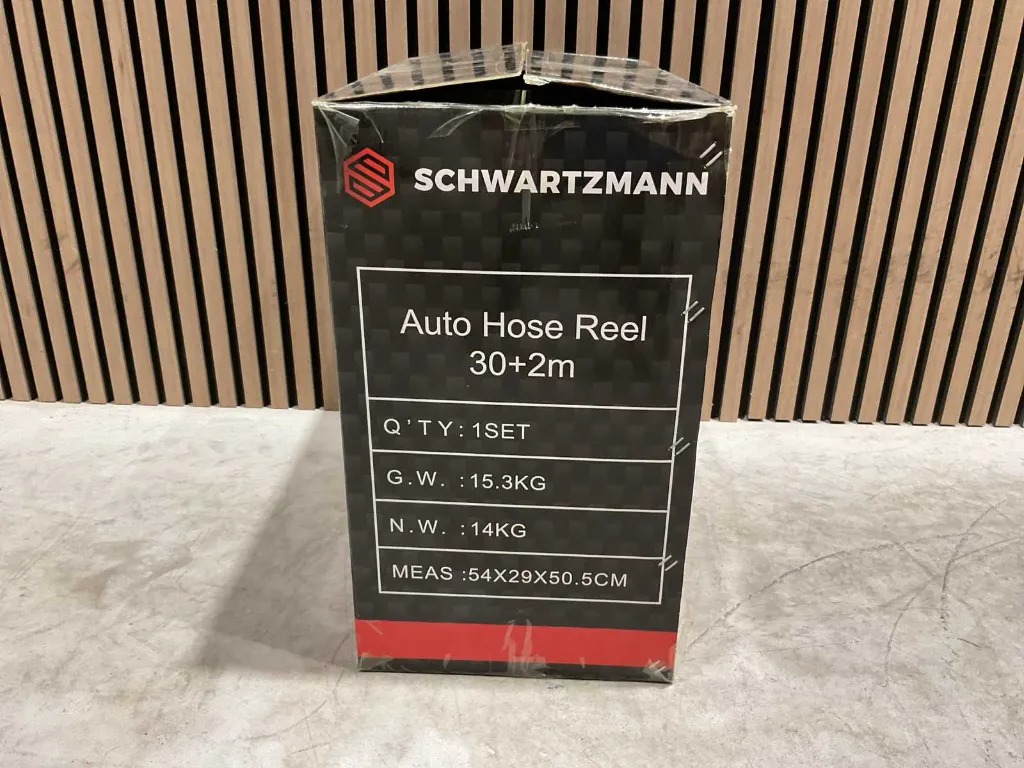 SCHWARTZMANN
Auto Hose Reel
30+2m
Q'TY: 1SET
G.W. : 15.3KG
N.W. : 14KG
MEAS : 54X29X50.5CM